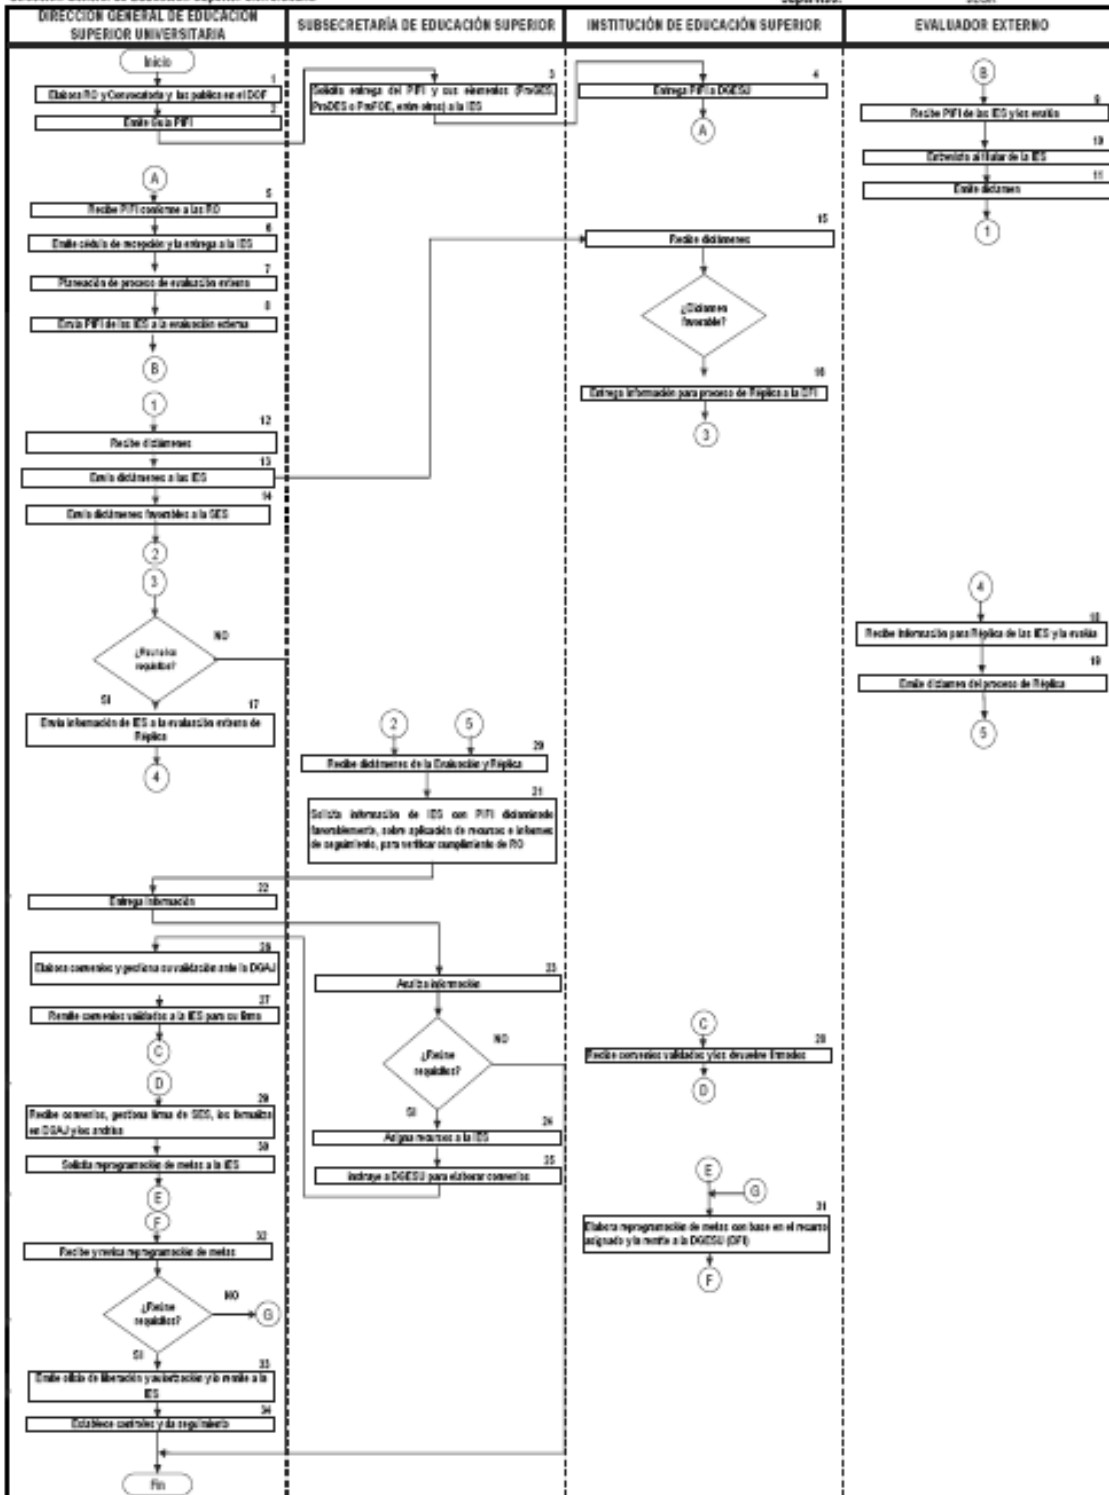 DIRECCIÓN GENERAL DE EDUCACIÓN
SUPERIOR UNIVERSITARIA
SUBSECRETARÍA DE EDUCACIÓN SUPERIOR
INSTITUCIÓN DE EDUCACIÓN SUPERIOR
EVALUADOR EXTERNO
Inicio
1
Elabora RO y Convocatoria y las publica en el DOF
2
Emite Guía PIFI
3
Solicita entrega del PIFI y sus elementos (ProGES,
ProDES o ProFOE, entre otros) a la IES
4
Entrega PIFI a DGESU
A
B
9
Recibe PIFI de las IES y los evalúa
10
Entrevista al titular de la IES
11
Emite dictamen
1
A
5
Recibe PIFI conforme a las RO
6
Emite cédula de recepción y la entrega a la IES
7
Planeación de proceso de evaluación externa
8
Envía PIFI de las IES a la evaluación externa
B
15
Recibe dictámenes
¿Dictamen
favorable?
16
Entrega información para proceso de Réplica a la DFI
3
1
12
Recibe dictámenes
13
Envía dictámenes a las IES
14
Envía dictámenes favorables a la SES
2
3
NO
¿Reúne los
requisitos?
SI
17
Envía información de IES a la evaluación externa de
Réplica
4
4
18
Recibe información para Réplica de las IES y la evalúa
19
Emite dictamen del proceso de Réplica
5
2
5
20
Recibe dictámenes de la Evaluación y Réplica
21
Solicita información de IES con PIFI dictaminado
favorablemente, sobre aplicación de recursos e informes
de seguimiento, para verificar cumplimiento de RO
22
Entrega información
23
Analiza información
¿Reúne
requisitos?
NO
SI
24
Asigna recursos a la IES
25
Instruye a DGESU para elaborar convenios
26
Elabora convenios y gestiona su validación ante la DGAJ
27
Remite convenios validados a la IES para su firma
C
C
28
Recibe convenios validados y los devuelve firmados
D
D
29
Recibe convenios, gestiona firma de SES, los formaliza
en DGAJ y los archiva
30
Solicita reprogramación de metas a la IES
E
E
G
31
Elabora reprogramación de metas con base en el recurso
asignado y la remite a la DGESU (DFI)
F
F
32
Recibe y revisa reprogramación de metas
¿Reúne
requisitos?
NO
G
SI
33
Emite oficio de liberación y autorización y lo remite a la
IES
34
Establece controles y da seguimiento
Fin